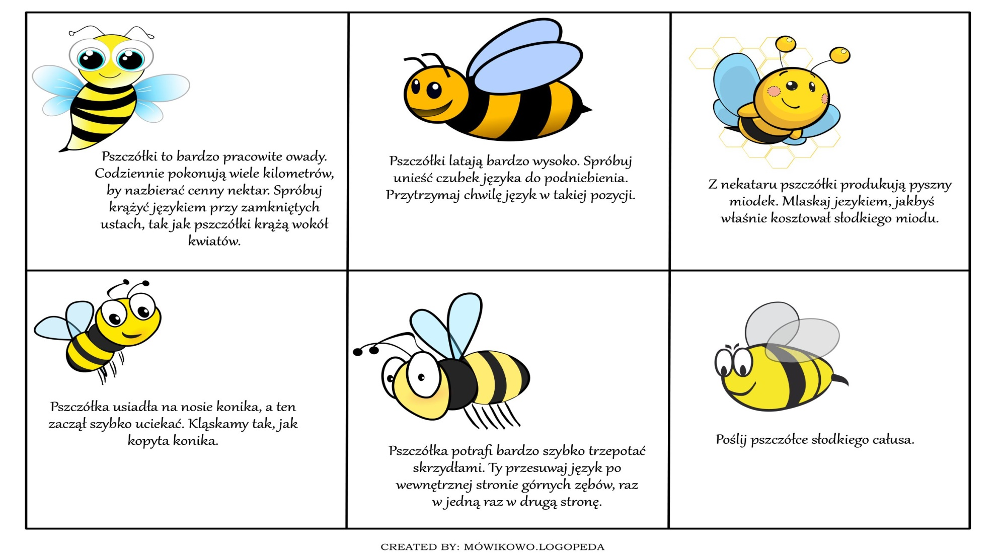 Pszczółki to bardzo pracowite owady.
Codziennie pokonują wiele kilometrów,
by nazbierać cenny nektar. Spróbuj
krążyć językiem przy zamkniętych
ustach, tak jak pszczółki krążą wokół
kwiatów.
Pszczółki latają bardzo wysoko. Spróbuj
unieść czubek języka do podniebienia.
Przytrzymaj chwilę język w takiej pozycji.
Z nekataru pszczółki produkują pyszny
miodek. Mlaskaj jezykiem, jakbyś
właśnie kosztował słodkiego miodu.
Pszczółka usiadła na nosie konika, a ten
zaczął szybko uciekać. Kląskamy tak, jak
kopyta konika.
Pszczółka potrafi bardzo szybko trzepotać
skrzydłami. Ty przesuwaj język po
wewnętrznej stronie górnych zębów, raz
w jedną raz w drugą stronę.
Poślij pszczółce słodkiego całusa.
CREATED BY: MÓWIKOWO.LOGOPEDA